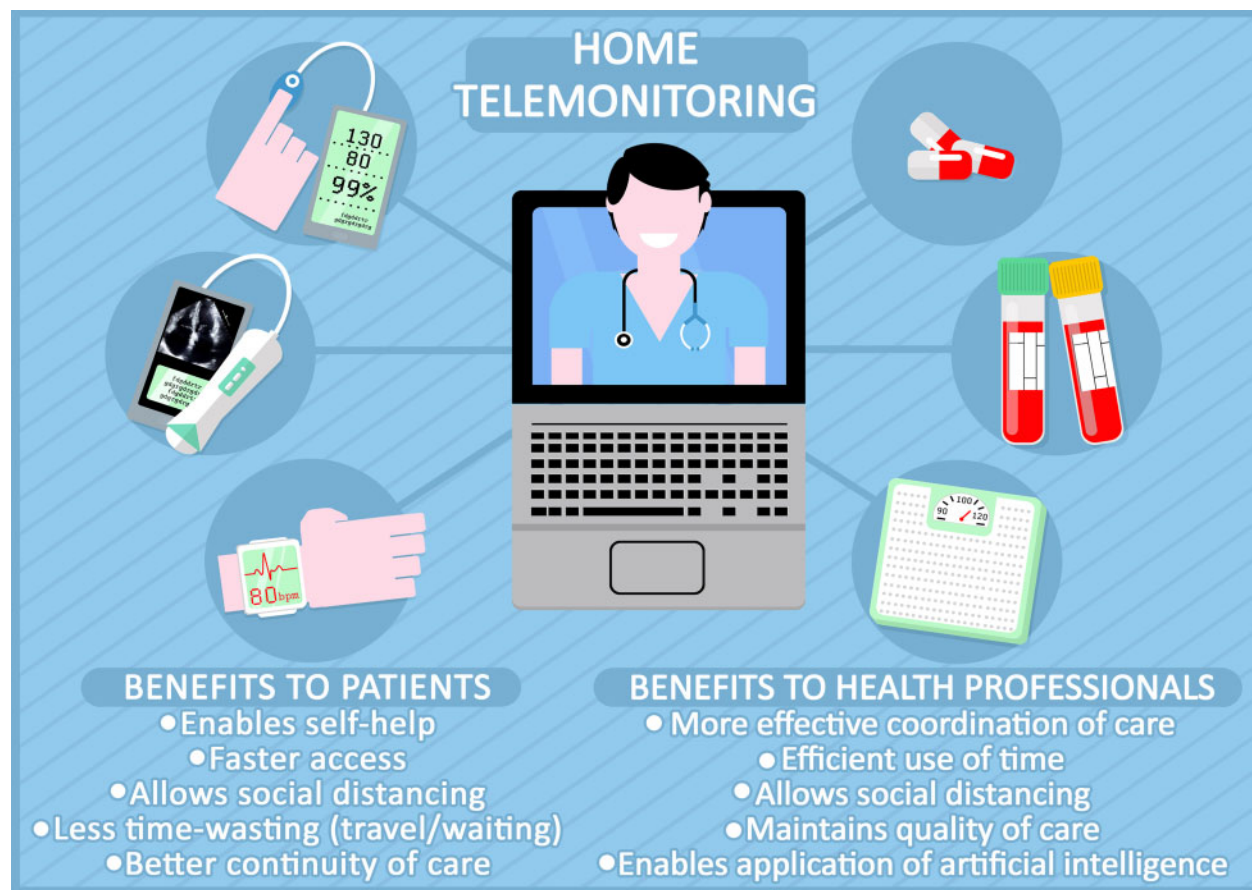 HOME
TELEMONITORING
130
80
99%
80bpm
90
100
120
BENEFITS TO PATIENTS
•Enables self-help
•Faster access
•Allows social distancing
•Less time-wasting (travel/waiting)
•Better continuity of care
BENEFITS TO HEALTH PROFESSIONALS
•More effective coordination of care
•Efficient use of time
•Allows social distancing
•Maintains quality of care
•Enables application of artificial intelligence